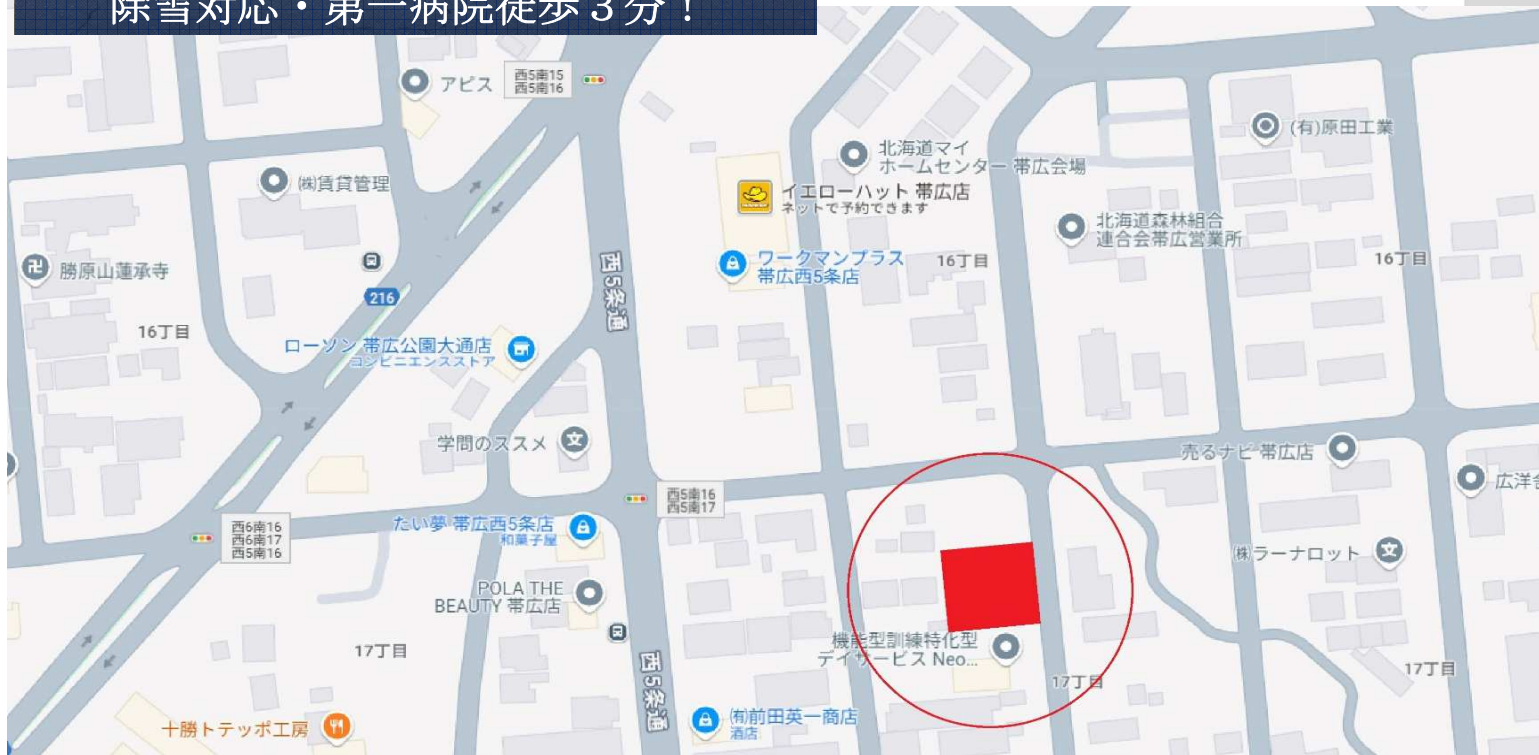 除雪対応・第一病院徒歩３分！
アビス
西5南15
西5南16
(有)原田工業
北海道マイ
ホームセンター 帯広会場
㈱賃貸管理
イエローハット 帯広店
ネットで予約できます
北海道森林組合
連合会帯広営業所
勝原山蓮承寺
ワークマンプラス
帯広西5条店
16丁目
16丁目
西5条通
216
16丁目
ローソン 帯広公園大通店
コンビニエンスストア
学問のススメ
売るナビ 帯広店
広洋
西5南16
西5南17
西6南16
西6南17
西5南16
たい夢 帯広西5条店
和菓子屋
㈱ラーナロット
POLA THE
BEAUTY 帯広店
機能型訓練特化型
デイサービス Neo...
17丁目
西5条通
17丁目
17丁目
十勝トテッポ工房
㈲前田英一商店
酒店